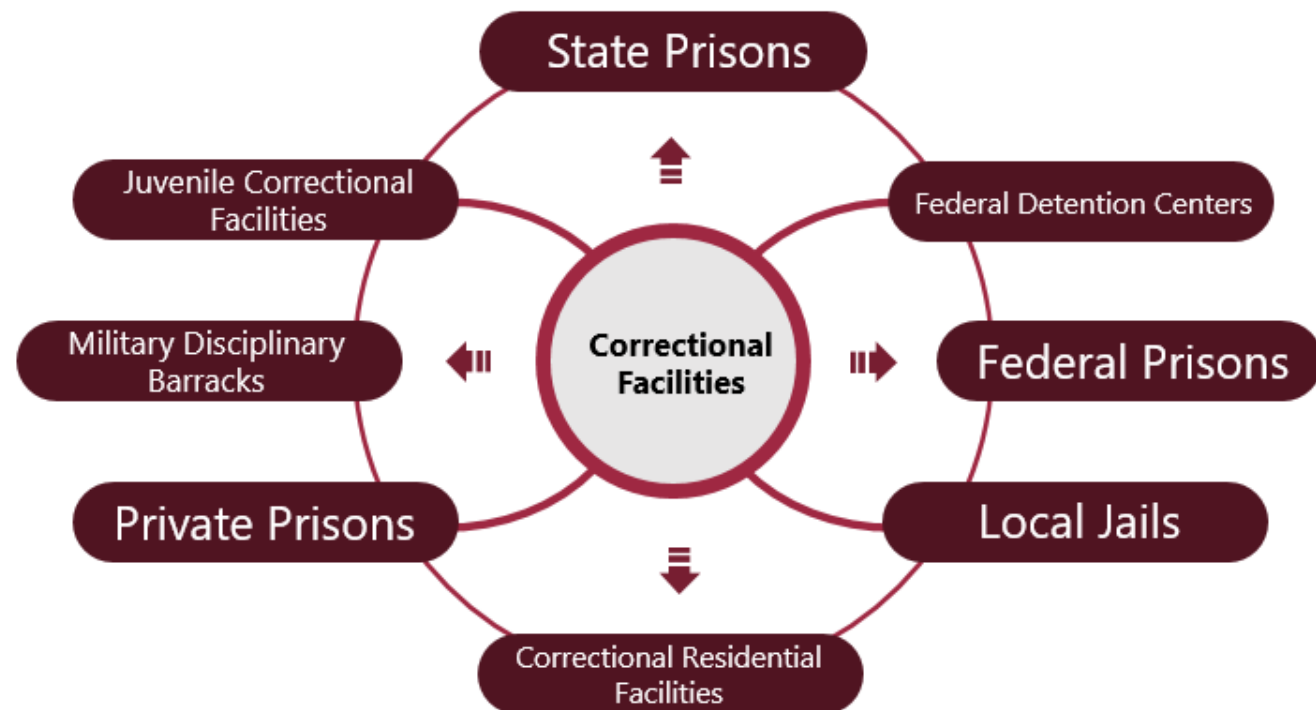 State Prisons
Juvenile Correctional
Facilities
Federal Detention Centers
Military Disciplinary
Barracks
Correctional
Facilities
Federal Prisons
Private Prisons
Local Jails
Correctional Residential
Facilities